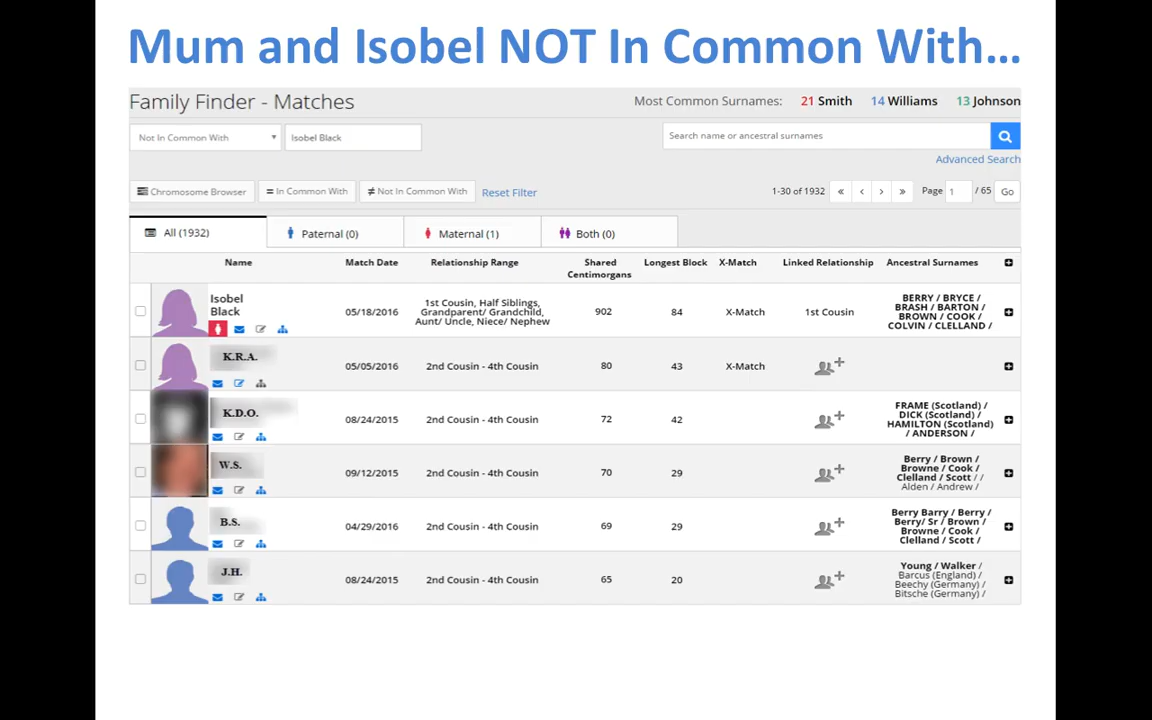 Mum and Isobel NOT In Common With...
Family Finder - Matches
Most Common Surnames: 21 Smith 14 Williams 13 Johnson
Not In Common With
Isobel Black
Search name or ancestral surnames
Advanced Search
Chromosome Browser
= In Common With
≠ Not In Common With
Reset Filter
1-30 of 1932 « ‹ › » Page 1 / 65 Go
All (1932)
Paternal (0)
Maternal (1)
Both (0)
Name Match Date Relationship Range Shared Centimorgans Longest Block X-Match Linked Relationship Ancestral Surnames
Isobel
Black
05/18/2016
1st Cousin, Half Siblings,
Grandparent/ Grandchild,
Aunt/ Uncle, Niece/ Nephew
902 84 X-Match 1st Cousin
BERRY / BRYCE /
BRASH / BARTON /
BROWN / COOK /
COLVIN / CLELLAND /
K.R.A.
05/05/2016 2nd Cousin - 4th Cousin 80 43 X-Match
K.D.O.
08/24/2015 2nd Cousin - 4th Cousin 72 42
FRAME (Scotland) /
DICK (Scotland) /
HAMILTON (Scotland)
/ ANDERSON /
W.S.
09/12/2015 2nd Cousin - 4th Cousin 70 29
Berry / Brown /
Browne / Cook /
Clelland / Scott / /
Alden / Andrew /
B.S.
04/29/2016 2nd Cousin - 4th Cousin 69 29
Berry Barry / Berry /
Berry/ Sr / Brown /
Browne / Cook /
Clelland / Scott /
J.H.
08/24/2015 2nd Cousin - 4th Cousin 65 20
Young / Walker /
Barcus (England) /
Beechy (Germany) /
Bitsche (Germany) /